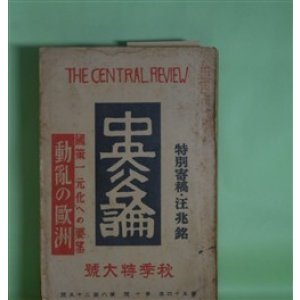 THE CENTRAL REVIEW
中央公論
特別寄稿・汪兆銘
國策一元化への要望
動亂の歐洲
秋季特大號